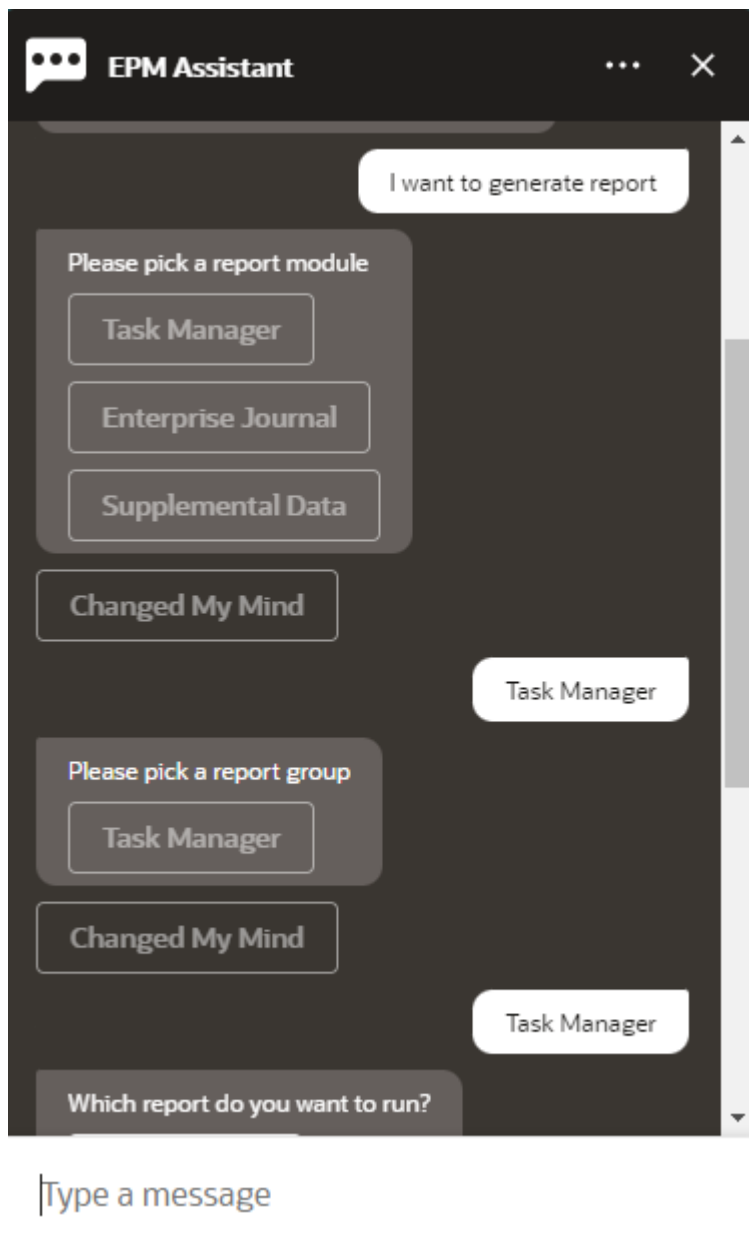 EPM Assistant
I want to generate report
Please pick a report module
Task Manager
Enterprise Journal
Supplemental Data
Changed My Mind
Task Manager
Please pick a report group
Task Manager
Changed My Mind
Task Manager
Which report do you want to run?
Type a message